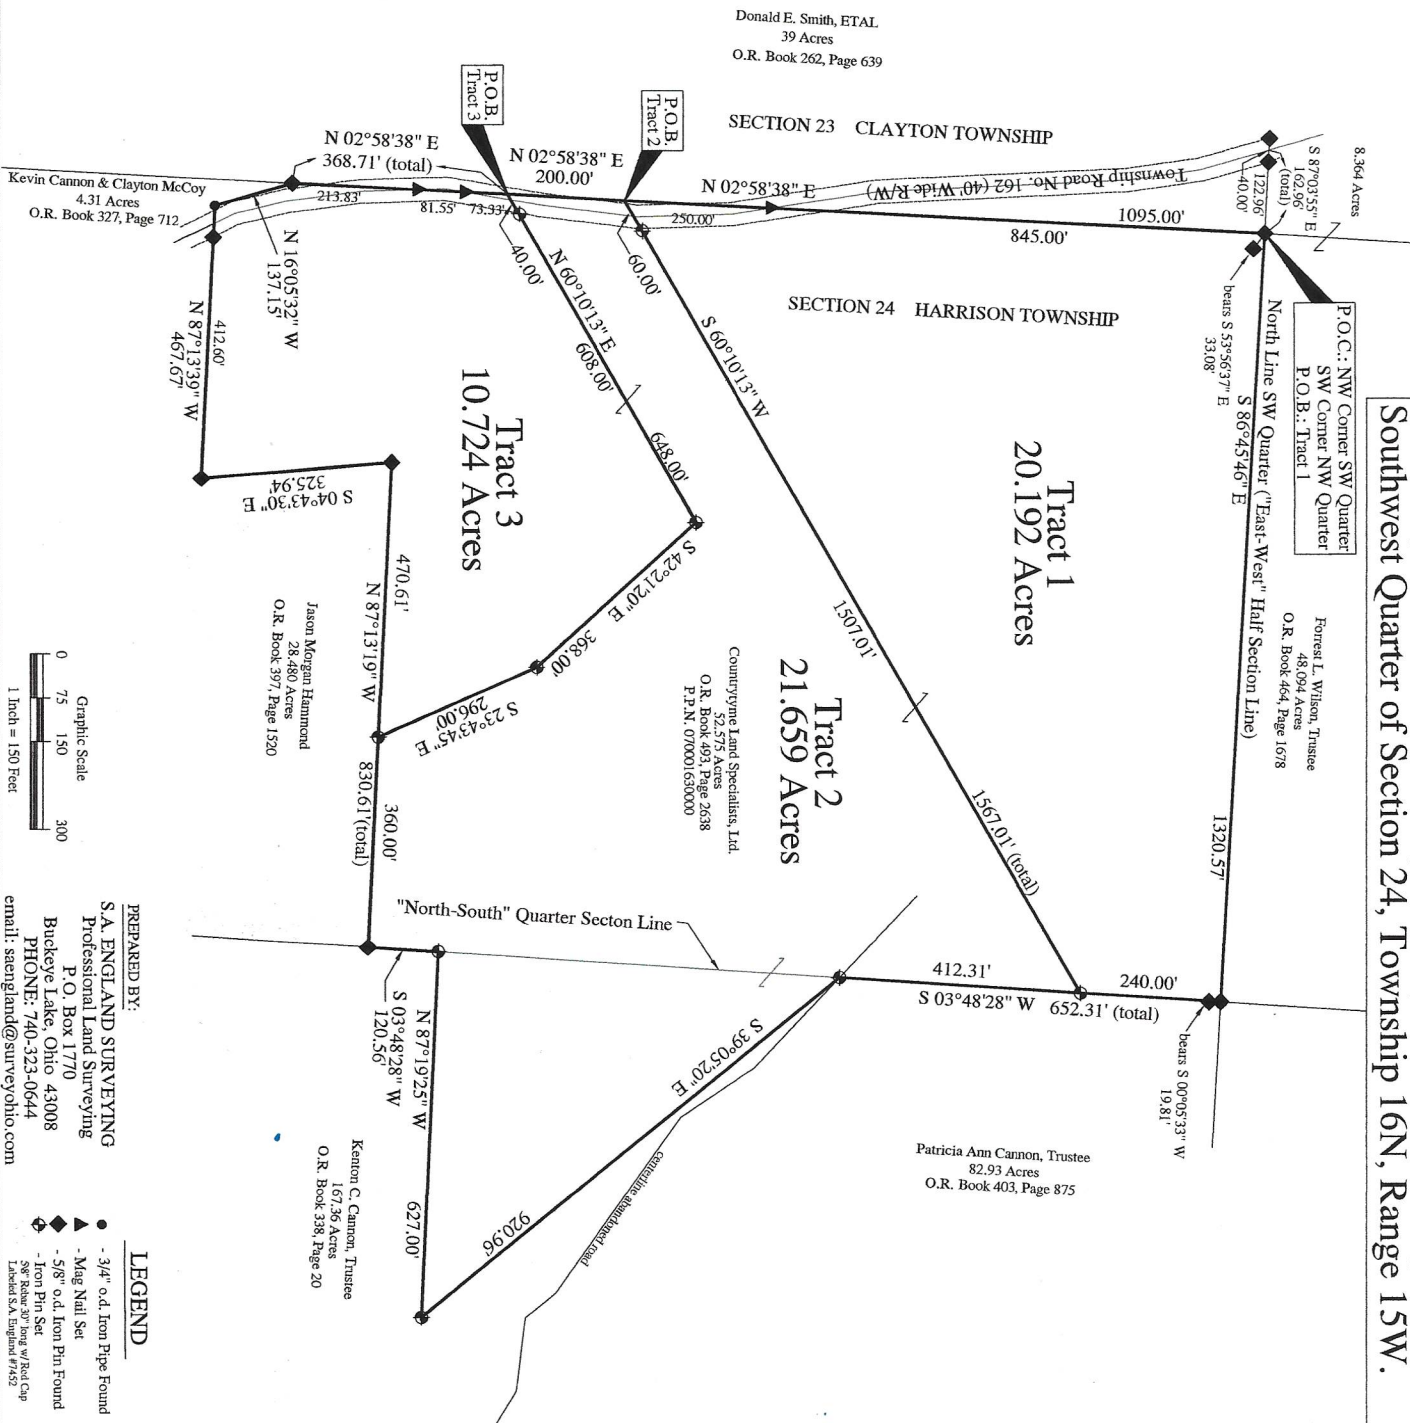 Southwest Quarter of Section 24, Township 16N, Range 15W.
Donald E. Smith, ETAL
39 Acres
O.R. Book 262, Page 639
SECTION 23 CLAYTON TOWNSHIP
8.364 Acres
S 87°03'55" E
162.96'
(total)
122.96'
40.00'
P.O.C.: NW Corner SW Quarter
SW Corner NW Quarter
P.O.B.: Tract 1
P.O.B.
Tract 2
P.O.B.
Tract 3
N 02°58'38" E
368.71' (total)
N 02°58'38" E
200.00'
N 02°58'38" E
Township Road No. 162 (40' Wide R/W)
1095.00'
845.00'
250.00'
213.83'
81.55'
73.33'
Kevin Cannon & Clayton McCoy
4.31 Acres
O.R. Book 327, Page 712
N 16°05'32" W
137.15'
40.00'
N 60°10'13" E
608.00'
648.00'
60.00'
S 60°10'13" W
1507.01'
1567.01' (total)
SECTION 24 HARRISON TOWNSHIP
bears S 53°56'37" E
33.08'
North Line SW Quarter ("East-West" Half Section Line)
S 86°45'46" E
1320.57'
Forrest L. Wilson, Trustee
48.094 Acres
O.R. Book 464, Page 1678
Tract 1
20.192 Acres
Tract 2
21.659 Acres
Tract 3
10.724 Acres
Countrytyme Land Specialists, Ltd.
52.575 Acres
O.R. Book 493, Page 2638
P.P.N. 070001630000
412.60'
N 87°13'39" W
467.67'
S 04°43'30" E
325.94'
470.61'
N 87°13'19" W
360.00'
830.61'(total)
S 42°21'20" E
368.00'
S 23°43'45" E
296.00'
Jason Morgan Hammond
28.480 Acres
O.R. Book 397, Page 1520
"North-South" Quarter Secton Line
412.31'
240.00'
S 03°48'28" W
652.31' (total)
bears S 00°05'33" W
19.81'
S 03°48'28" W
120.56'
N 87°19'25" W
627.00'
S 39°05'20" E
920.96'
centerline abandoned road
Patricia Ann Cannon, Trustee
82.93 Acres
O.R. Book 403, Page 875
Kenton C. Cannon, Trustee
167.36 Acres
O.R. Book 338, Page 20
Graphic Scale
0 75 150 300
1 Inch = 150 Feet
PREPARED BY:
S.A. ENGLAND SURVEYING
Professional Land Surveying
P.O. Box 1770
Buckeye Lake, Ohio 43008
PHONE: 740-323-0644
email: saengland@surveyohio.com
LEGEND
- 3/4" o.d. Iron Pipe Found
- Mag Nail Set
- 5/8" o.d. Iron Pin Found
- Iron Pin Set
5/8" Rebar 30" long w/ Red Cap
Labeled S.A. England #7452